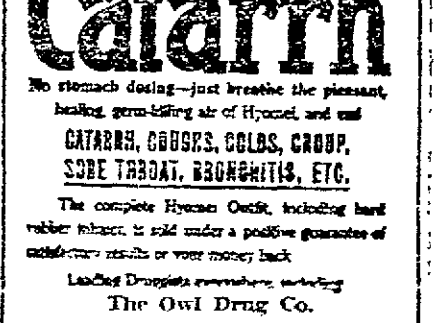 Catarrh
No stomach dosing—just breathe the pleasant,
healing, germ-killing air of Hyomei, and end
CATARRH, COUGHS, COLDS, CROUP,
SORE THROAT, BRONCHITIS, ETC.
The complete Hyomei Outfit, including hard
rubber inhaler, is sold under a positive guarantee of
satisfactory results or your money back
Leading Druggists everywhere, including
The Owl Drug Co.